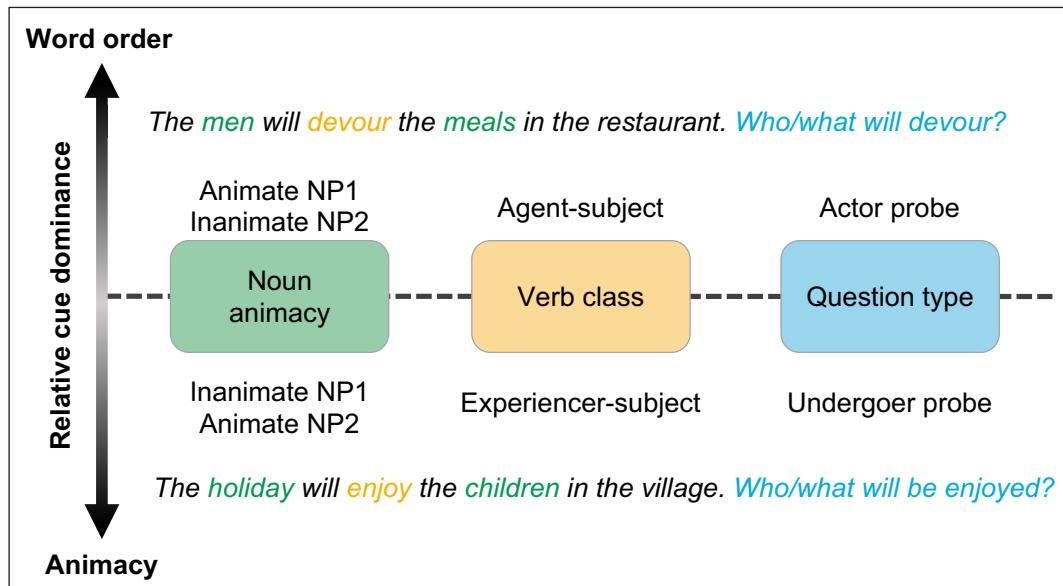 Word order
The men will devour the meals in the restaurant. Who/what will devour?
Relative cue dominance
Animate NP1
Inanimate NP2
Agent-subject
Actor probe
Noun
animacy
Verb class
Question type
Inanimate NP1
Animate NP2
Experiencer-subject
Undergoer probe
The holiday will enjoy the children in the village. Who/what will be enjoyed?
Animacy